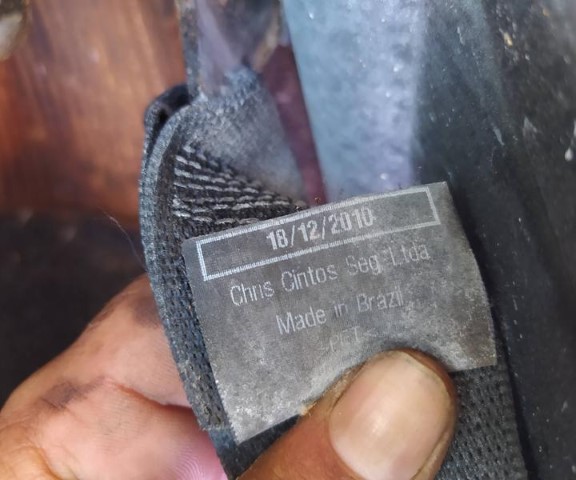 18/12/2010
Chris Cintos Seg. Ltda
Made in Brazil